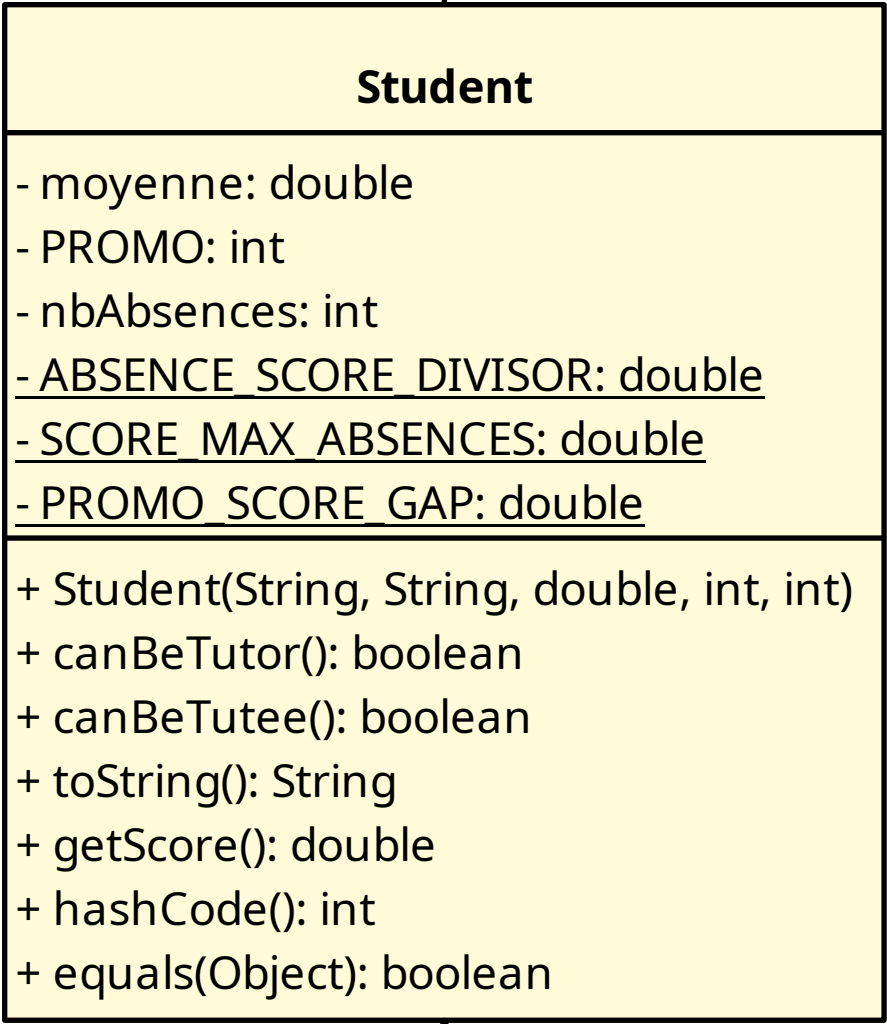 Student
- moyenne: double
- PROMO: int
- nbAbsences: int
- ABSENCE_SCORE_DIVISOR: double
- SCORE_MAX_ABSENCES: double
- PROMO_SCORE_GAP: double
+ Student(String, String, double, int, int)
+ canBeTutor(): boolean
+ canBeTutee(): boolean
+ toString(): String
+ getScore(): double
+ hashCode(): int
+ equals(Object): boolean